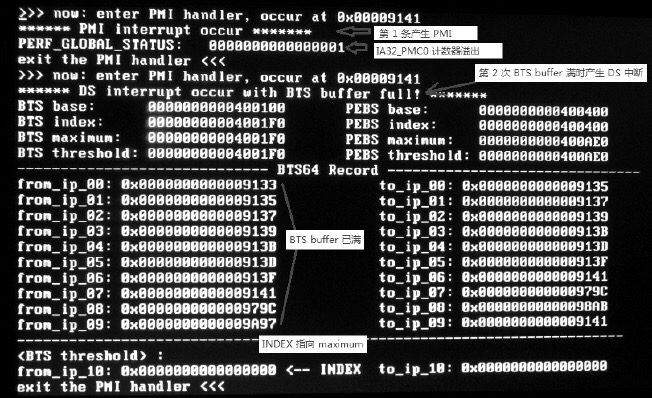 >>> now: enter PMI handler, occur at 0x00009141
****** PMI interrupt occur *******
第 1 条产生 PMI
PERF_GLOBAL_STATUS: 0000000000000001
IA32_PMC0 计数器溢出
exit the PMI handler <<<
>>> now: enter PMI handler, occur at 0x00009141
第 2 次 BTS buffer 满时产生 DS 中断
****** DS interrupt occur with BTS buffer full! *******
BTS base: 0000000000400100 PEBS base: 0000000000400400
BTS index: 00000000004001F0 PEBS index: 0000000000400400
BTS maximum: 00000000004001F0 PEBS maximum: 0000000000400AE0
BTS threshold: 00000000004001F0 PEBS threshold: 0000000000400AE0
---------------------------- BTS64 Record ----------------------------
from_ip_00: 0x0000000000009133 to_ip_00: 0x0000000000009135
from_ip_01: 0x0000000000009135 to_ip_01: 0x0000000000009137
from_ip_02: 0x0000000000009137 to_ip_02: 0x0000000000009139
from_ip_03: 0x0000000000009139 to_ip_03: 0x000000000000913B
from_ip_04: 0x000000000000913B to_ip_04: 0x000000000000913D
BTS buffer 已满
from_ip_05: 0x000000000000913D to_ip_05: 0x000000000000913F
from_ip_06: 0x000000000000913F to_ip_06: 0x0000000000009141
from_ip_07: 0x0000000000009141 to_ip_07: 0x000000000000979C
from_ip_08: 0x000000000000979C to_ip_08: 0x00000000000098AB
from_ip_09: 0x0000000000009A97 to_ip_09: 0x0000000000009141
INDEX 指向 maximum
<BTS threshold> :
from_ip_10: 0x0000000000000000 <-- INDEX to_ip_10: 0x0000000000000000
exit the PMI handler <<<